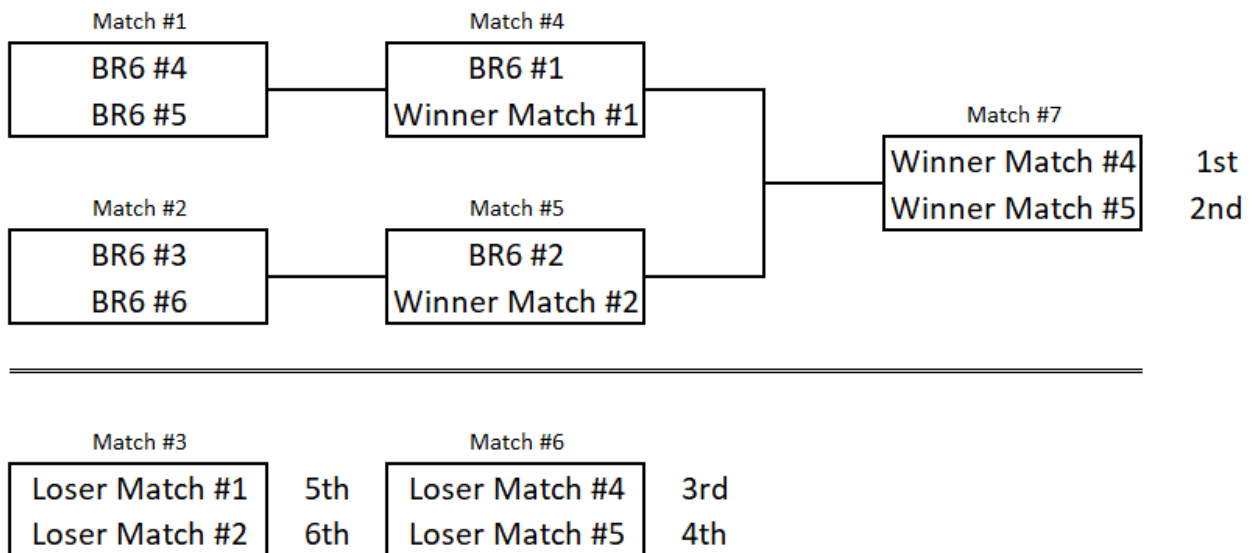 Match #1
BR6 #4
BR6 #5
Match #4
BR6 #1
Winner Match #1
Match #7
Winner Match #4 1st
Winner Match #5 2nd
Match #2
BR6 #3
BR6 #6
Match #5
BR6 #2
Winner Match #2
Match #3
Loser Match #1 5th
Loser Match #2 6th
Match #6
Loser Match #4 3rd
Loser Match #5 4th